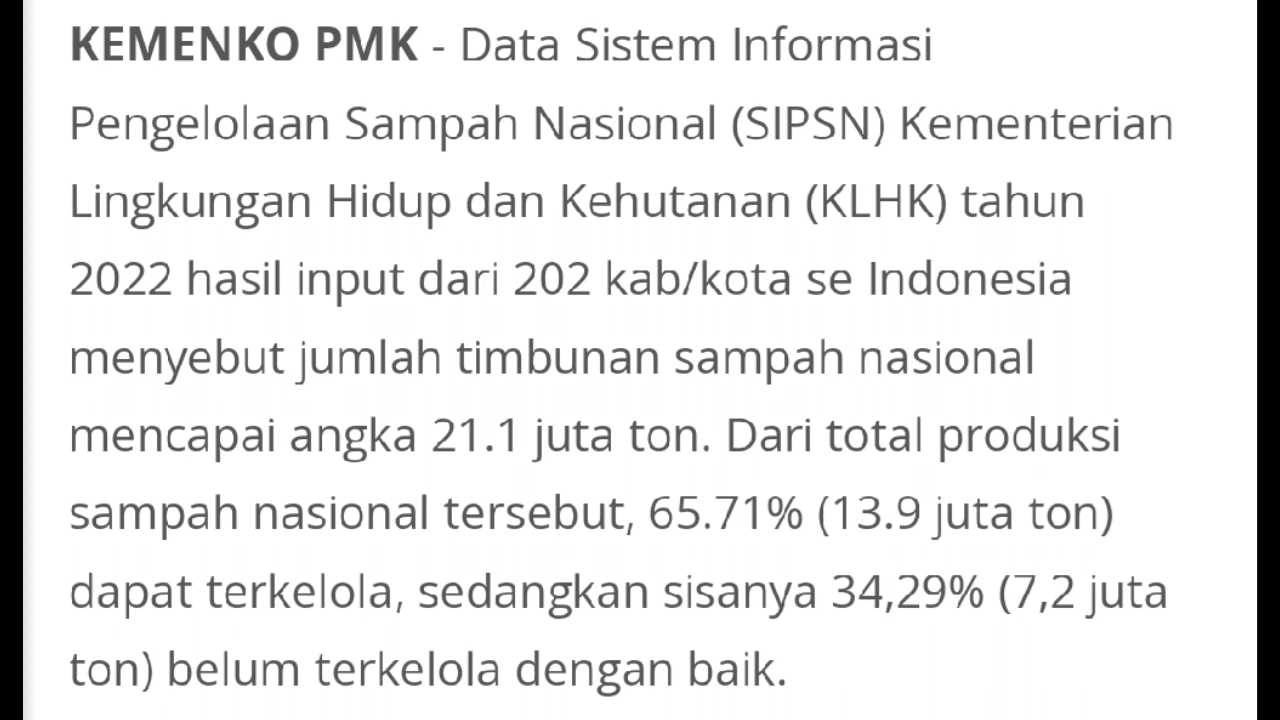 KEMENKO PMK - Data Sistem Informasi
Pengelolaan Sampah Nasional (SIPSN) Kementerian
Lingkungan Hidup dan Kehutanan (KLHK) tahun
2022 hasil input dari 202 kab/kota se Indonesia
menyebut jumlah timbunan sampah nasional
mencapai angka 21.1 juta ton. Dari total produksi
sampah nasional tersebut, 65.71% (13.9 juta ton)
dapat terkelola, sedangkan sisanya 34,29% (7,2 juta
ton) belum terkelola dengan baik.